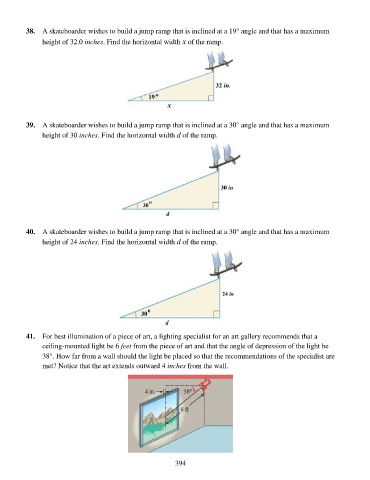 38. A skateboarder wishes to build a jump ramp that is inclined at a 19° angle and that has a maximum
height of 32.0 inches. Find the horizontal width x of the ramp.
32 in.
19°
x
39. A skateboarder wishes to build a jump ramp that is inclined at a 30° angle and that has a maximum
height of 30 inches. Find the horizontal width d of the ramp.
30 in
30°
d
40. A skateboarder wishes to build a jump ramp that is inclined at a 30° angle and that has a maximum
height of 24 inches. Find the horizontal width d of the ramp.
24 in
30°
d
41. For best illumination of a piece of art, a lighting specialist for an art gallery recommends that a
ceiling-mounted light be 6 feet from the piece of art and that the angle of depression of the light be
38°. How far from a wall should the light be placed so that the recommendations of the specialist are
met? Notice that the art extends outward 4 inches from the wall.
4 in. 38°
6 ft
394